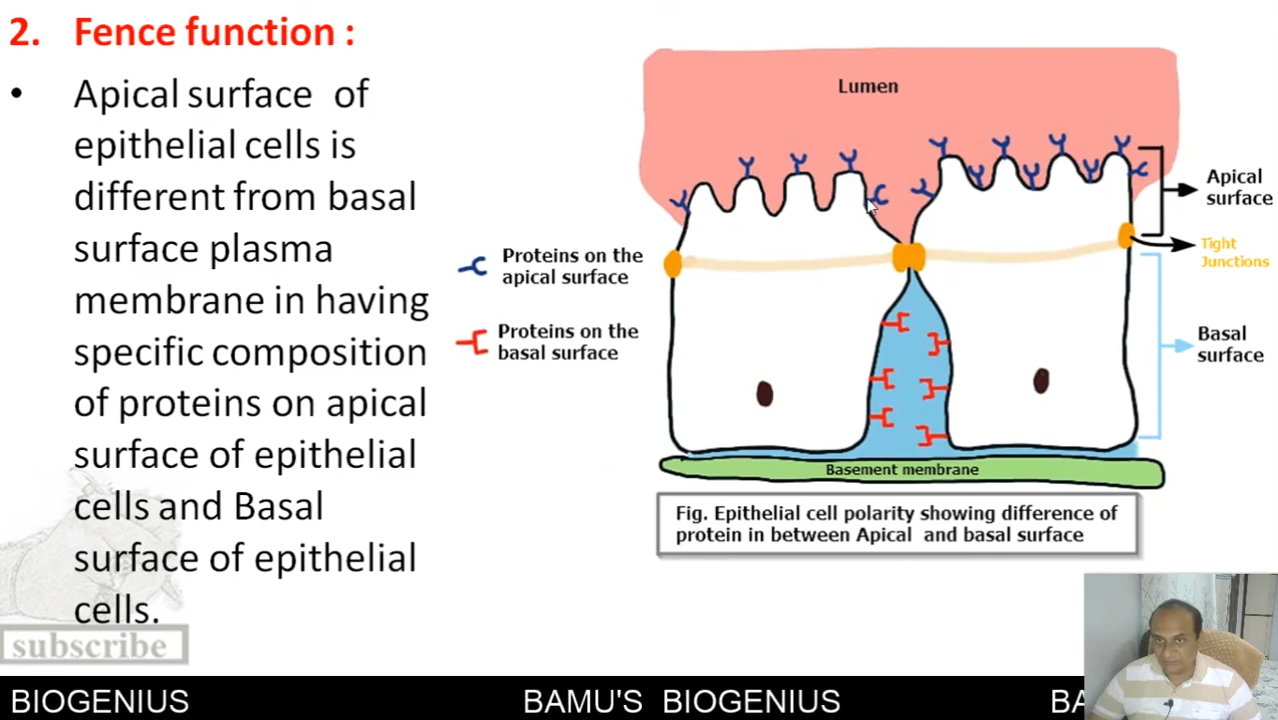 2. Fence function :
• Apical surface of
epithelial cells is
different from basal
surface plasma
membrane in having
specific composition
of proteins on apical
surface of epithelial
cells and Basal
surface of epithelial
cells.
Lumen
Apical
surface
Tight
Junctions
Basal
surface
Proteins on the
apical surface
Proteins on the
basal surface
Basement membrane
Fig. Epithelial cell polarity showing difference of
protein in between Apical and basal surface
subscribe
BIOGENIUS BAMU'S BIOGENIUS BA